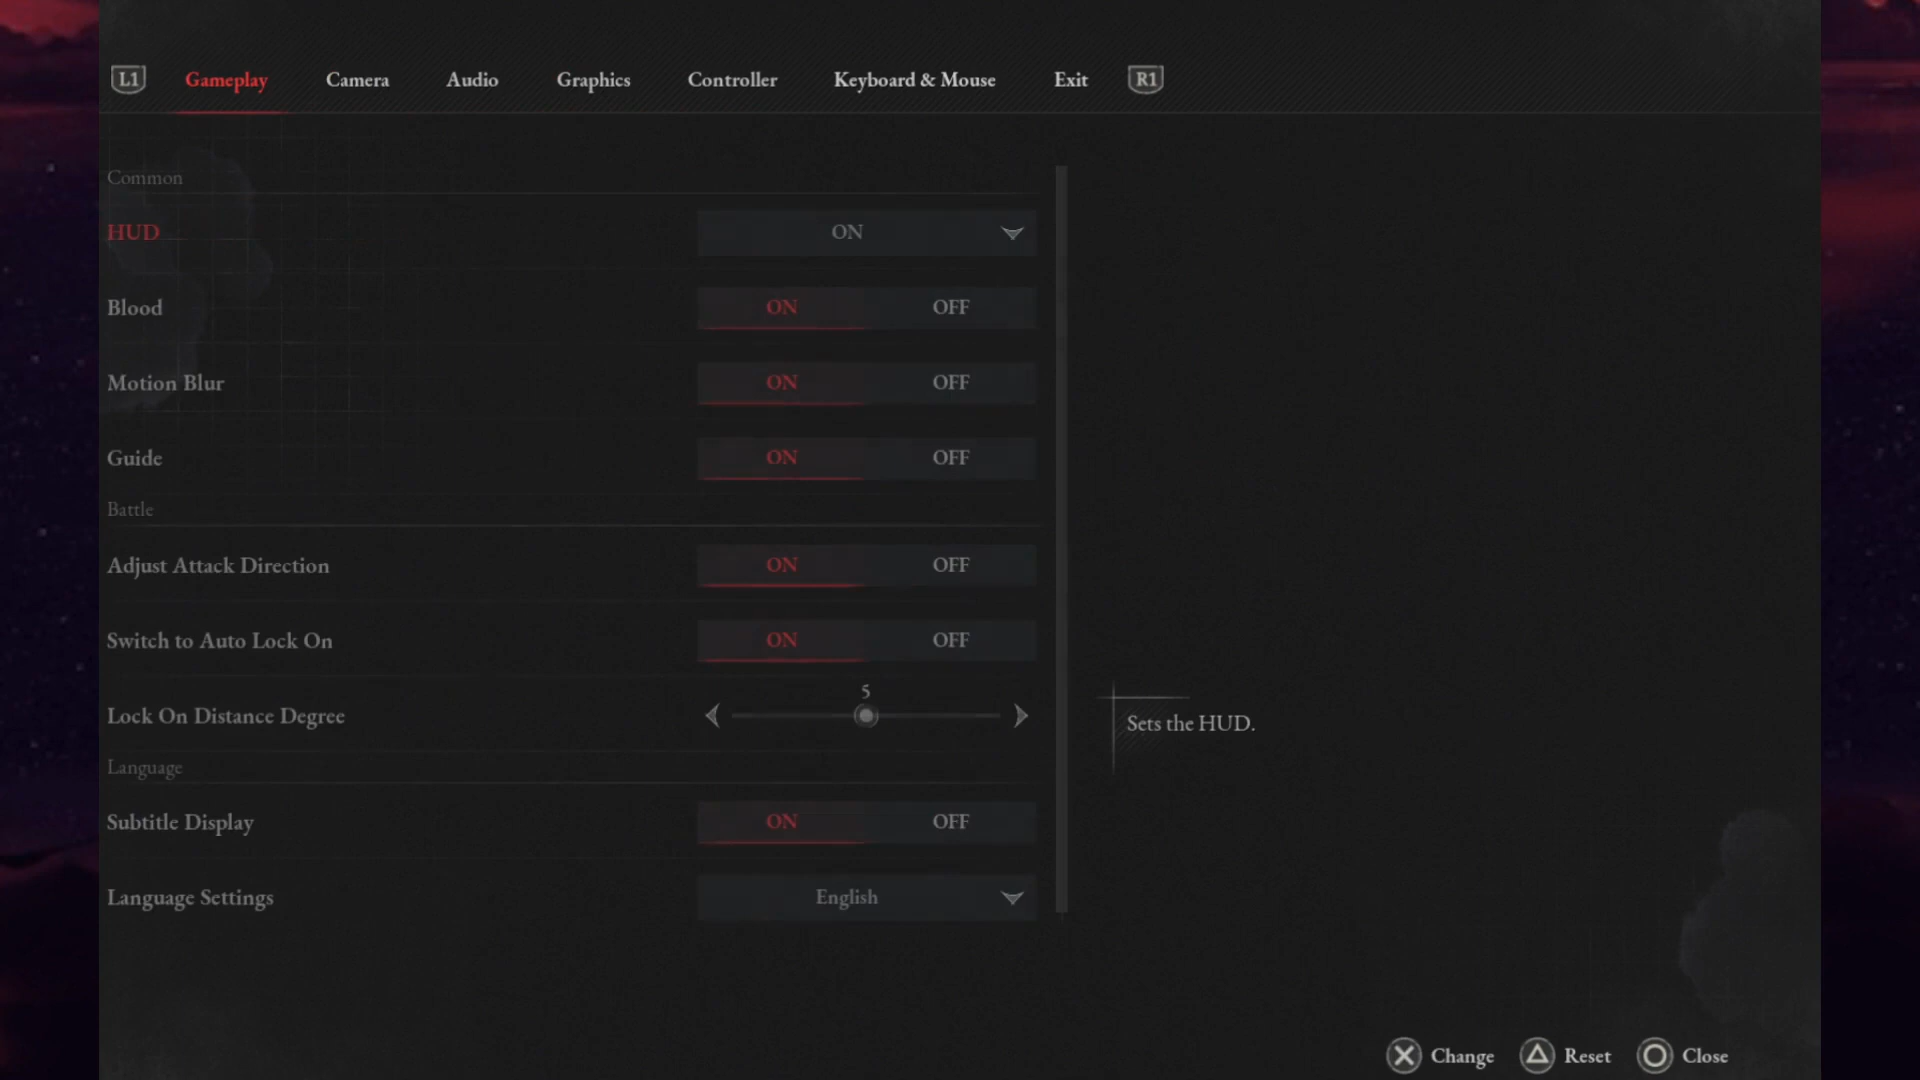 L1 Gameplay Camera Audio Graphics Controller Keyboard & Mouse Exit R1
Common
HUD ON
Blood ON OFF
Motion Blur ON OFF
Guide ON OFF
Battle
Adjust Attack Direction ON OFF
Switch to Auto Lock On ON OFF
5
Lock On Distance Degree
Sets the HUD.
Language
Subtitle Display ON OFF
Language Settings English
Change Reset Close